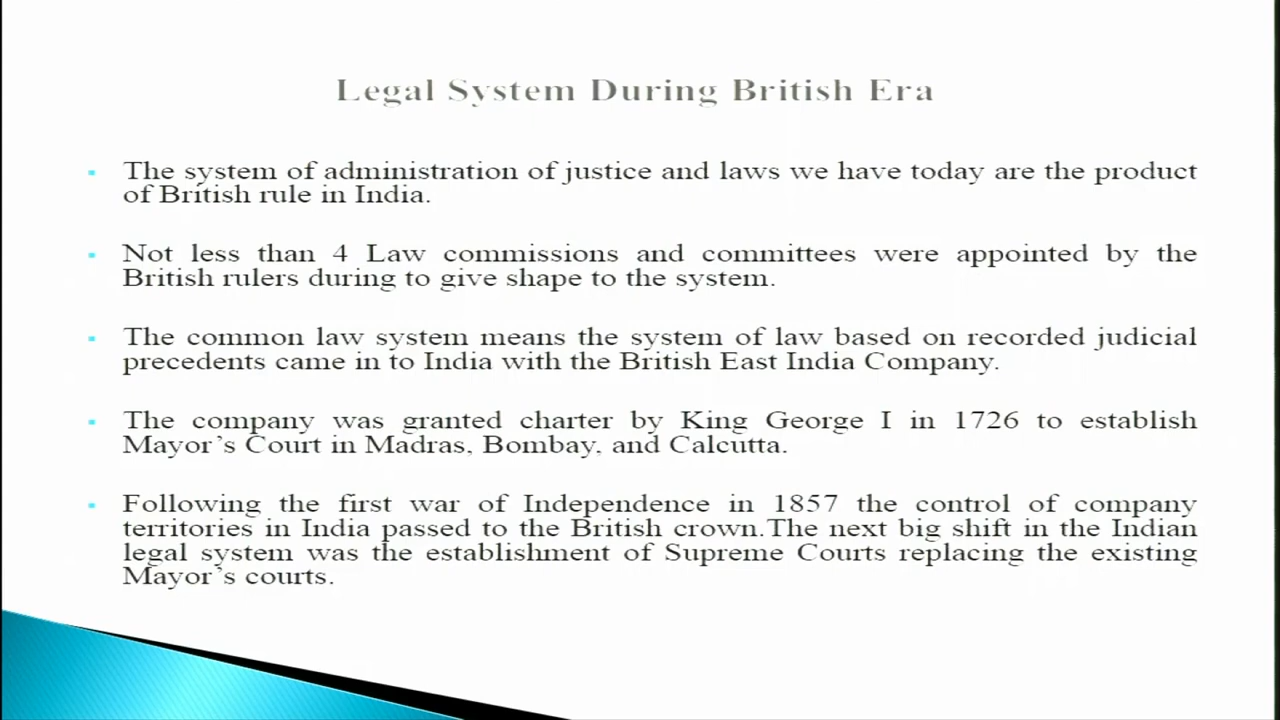 Legal System During British Era
The system of administration of justice and laws we have today are the product
of British rule in India.
Not less than 4 Law commissions and committees were appointed by the
British rulers during to give shape to the system.
The common law system means the system of law based on recorded judicial
precedents came in to India with the British East India Company.
The company was granted charter by King George I in 1726 to establish
Mayor's Court in Madras, Bombay, and Calcutta.
Following the first war of Independence in 1857 the control of company
territories in India passed to the British crown.The next big shift in the Indian
legal system was the establishment of Supreme Courts replacing the existing
Mayor's courts.